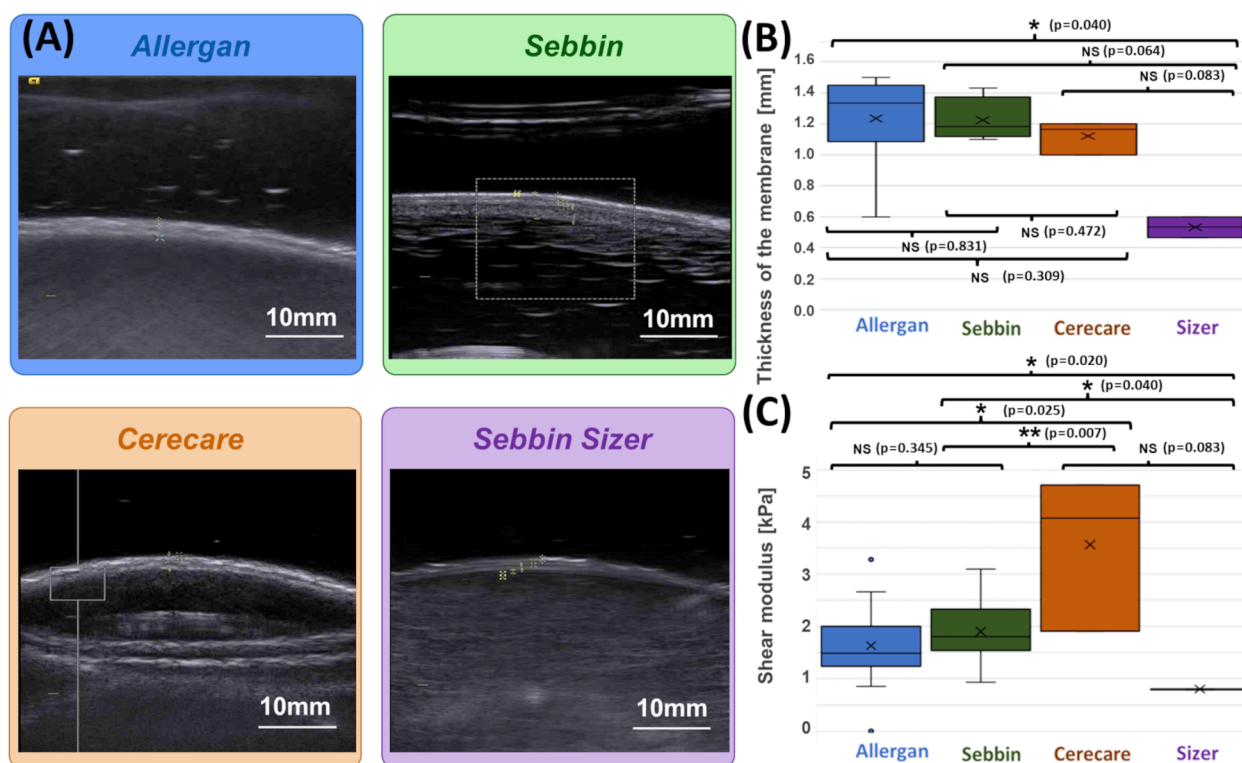 (A)
Allergan
10mm
Sebbin
10mm
Cerecare
10mm
Sebbin Sizer
10mm
(B)
* (p=0.040)
NS
(p=0.064)
NS (p=0.083)
Thickness of the membrane [mm]
1.6
1.4
1.2
1.0
0.8
0.6
0.4
0.2
0.0
NS
(p=0.831)
NS
(p=0.472)
NS
(p=0.309)
Allergan
Sebbin
Cerecare
Sizer
(C)
* (p=0.020)
* (p=0.040)
* (p=0.025)
** (p=0.007)
NS (p=0.345)
NS (p=0.083)
Shear modulus [kPa]
5
4
3
2
1
0
Allergan
Sebbin
Cerecare
Sizer